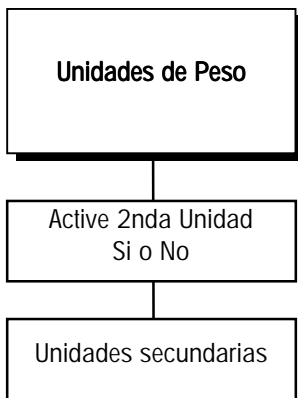 Unidades de Peso
Active 2nda Unidad
Si o No
Unidades secundarias